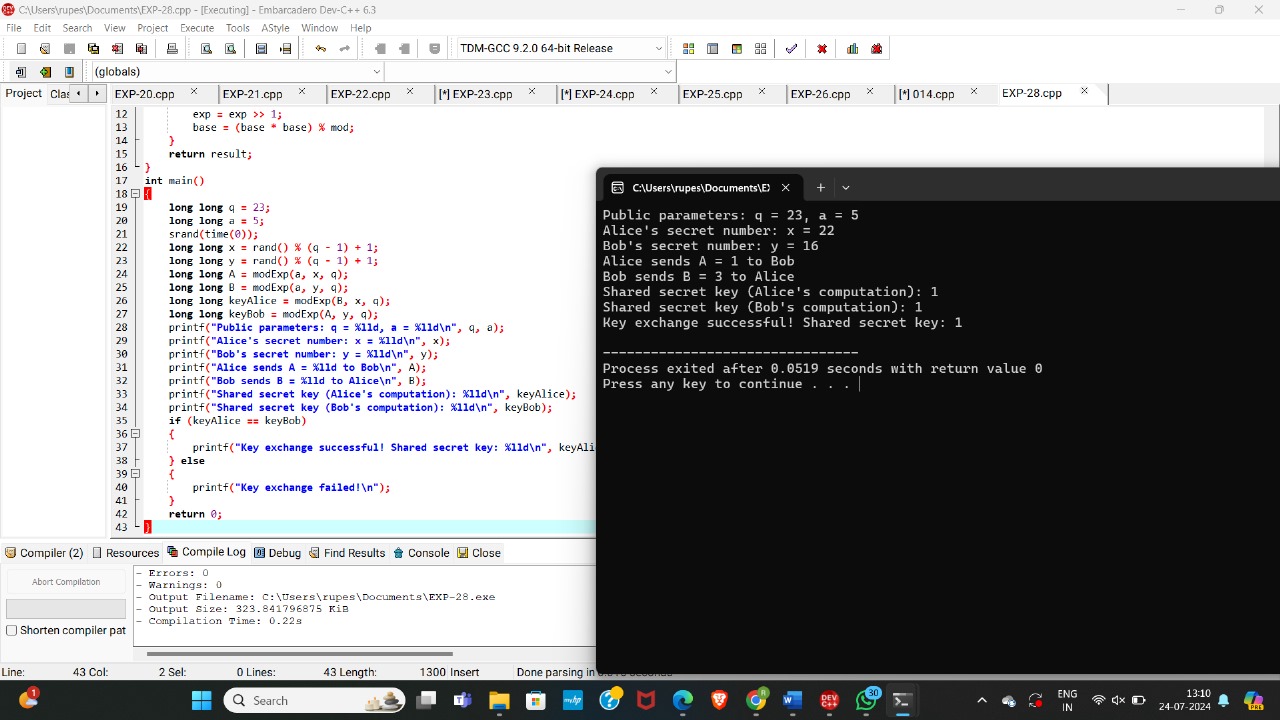 C:\Users\rupes\Documents\EXP-28.cpp - [Executing] - Embarcadero Dev-C++ 6.3
File Edit Search View Project Execute Tools AStyle Window Help
TDM-GCC 9.2.0 64-bit Release
(globals)
Project Clas EXP-20.cpp EXP-21.cpp EXP-22.cpp [*] EXP-23.cpp [*] EXP-24.cpp EXP-25.cpp EXP-26.cpp [*] 014.cpp EXP-28.cpp
12 exp = exp >> 1;
13 base = (base * base) % mod;
14 }
15 return result;
16 }
17 int main()
18 {
19 long long q = 23;
20 long long a = 5;
21 srand(time(0));
22 long long x = rand() % (q - 1) + 1;
23 long long y = rand() % (q - 1) + 1;
24 long long A = modExp(a, x, q);
25 long long B = modExp(a, y, q);
26 long long keyAlice = modExp(B, x, q);
27 long long keyBob = modExp(A, y, q);
28 printf("Public parameters: q = %lld, a = %lld\n", q, a);
29 printf("Alice's secret number: x = %lld\n", x);
30 printf("Bob's secret number: y = %lld\n", y);
31 printf("Alice sends A = %lld to Bob\n", A);
32 printf("Bob sends B = %lld to Alice\n", B);
33 printf("Shared secret key (Alice's computation): %lld\n", keyAlice);
34 printf("Shared secret key (Bob's computation): %lld\n", keyBob);
35 if (keyAlice == keyBob)
36 {
37 printf("Key exchange successful! Shared secret key: %lld\n", keyAli
38 } else
39 {
40 printf("Key exchange failed!\n");
41 }
42 return 0;
43 }
C:\Users\rupes\Documents\E)
Public parameters: q = 23, a = 5
Alice's secret number: x = 22
Bob's secret number: y = 16
Alice sends A = 1 to Bob
Bob sends B = 3 to Alice
Shared secret key (Alice's computation): 1
Shared secret key (Bob's computation): 1
Key exchange successful! Shared secret key: 1
--------------------------------
Process exited after 0.0519 seconds with return value 0
Press any key to continue . . .
Compiler (2) Resources Compile Log Debug Find Results Console Close
Abort Compilation
Shorten compiler pat
- Errors: 0
- Warnings: 0
- Output Filename: C:\Users\rupes\Documents\EXP-28.exe
- Output Size: 323.841796875 KiB
- Compilation Time: 0.22s
Line: 43 Col: 2 Sel: 0 Lines: 43 Length: 1300 Insert Done parsing in
1 Search 30 ENG IN 13:10 24-07-2024